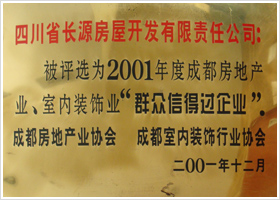 四川省长源房屋开发有限责任公司:
被评选为2001年度成都房地产
业、室内装饰业“群众信得过企业”.
成都房地产业协会 成都室内装饰行业协会
二〇〇一年十二月